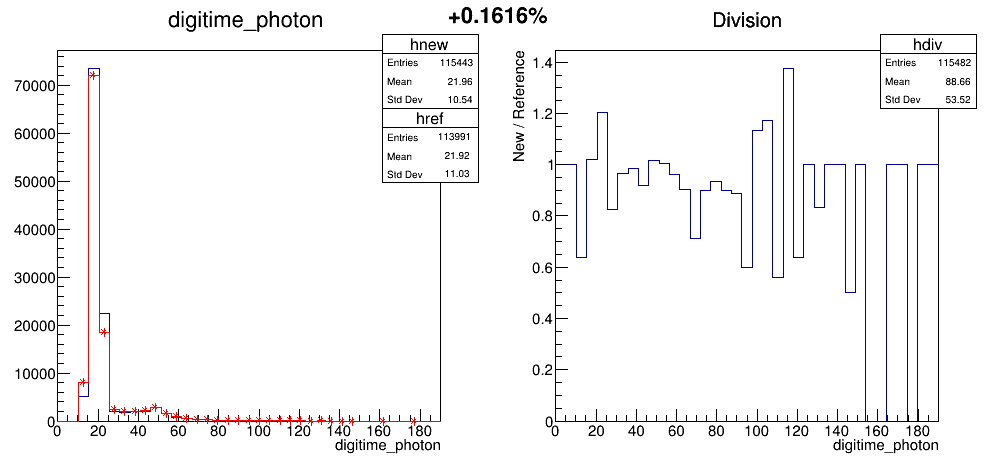 +0.1616%
digitime_photon
hnew
Entries 115443
Mean 21.96
Std Dev 10.54
href
Entries 113991
Mean 21.92
Std Dev 11.03
70000
60000
50000
40000
30000
20000
10000
0
0 20 40 60 80 100 120 140 160 180
digitime_photon
Division
hdiv
Entries 115482
Mean 88.66
Std Dev 53.52
New / Reference
1.4
1.2
1
0.8
0.6
0.4
0.2
0
0 20 40 60 80 100 120 140 160 180
digitime_photon